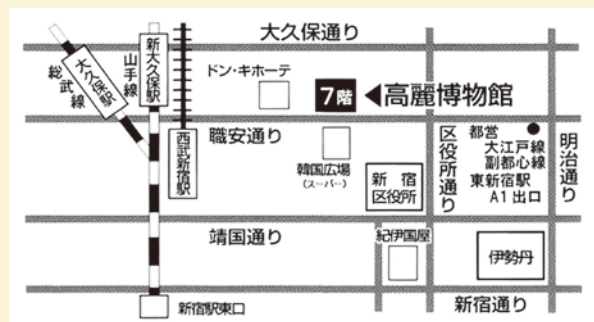 大久保通り
新大久保駅
山手線
大久保駅
総武線
ドン・キホーテ
7階
◀高麗博物館
西武新宿駅
職安通り
韓国広場
(スーパー)
新宿
区役所
区役所通り
都営
大江戸線
副都心線
東新宿駅
A1出口
明治通り
靖国通り
紀伊国屋
伊勢丹
新宿駅東口
新宿通り